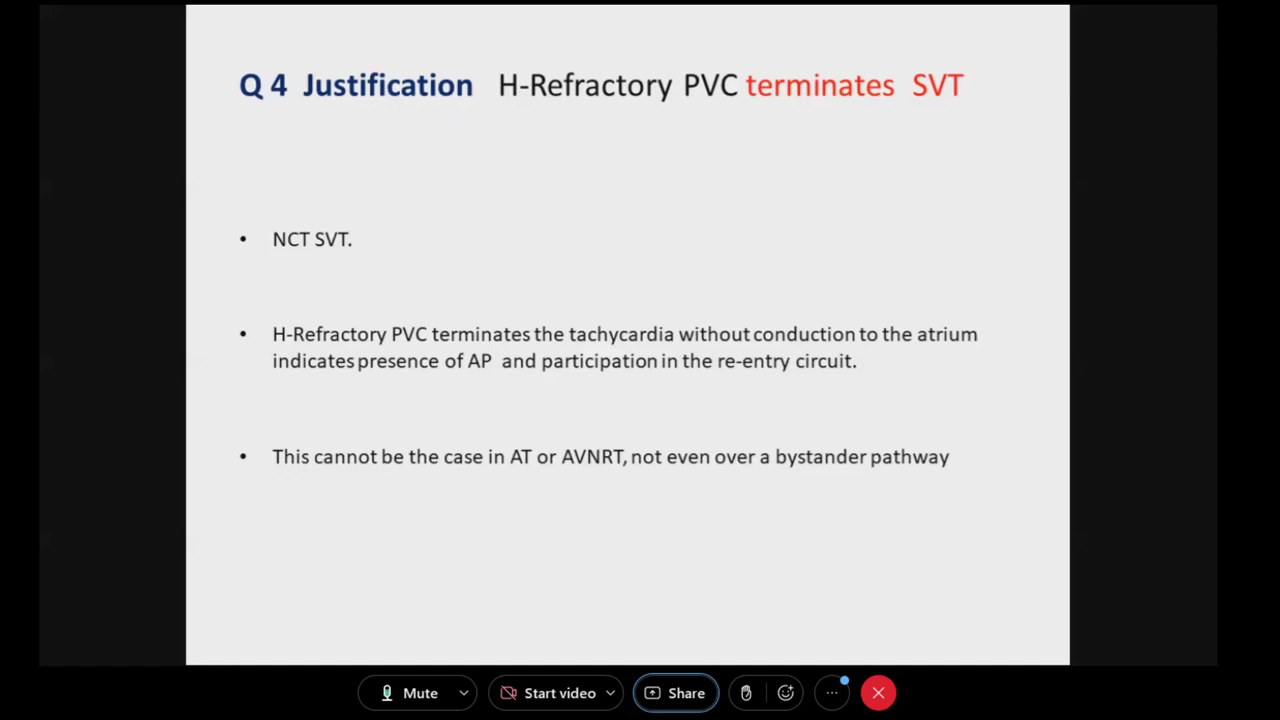 Q 4 Justification H-Refractory PVC terminates SVT
• NCT SVT.
• H-Refractory PVC terminates the tachycardia without conduction to the atrium
indicates presence of AP and participation in the re-entry circuit.
• This cannot be the case in AT or AVNRT, not even over a bystander pathway
Mute Start video Share